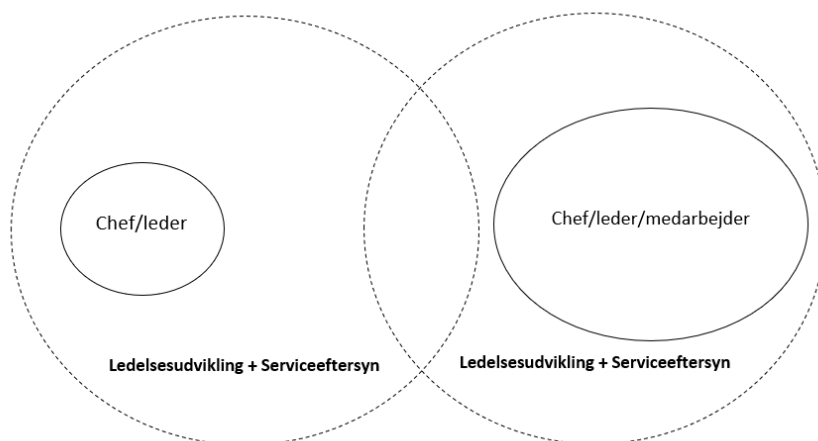 Chef/leder
Chef/leder/medarbejder
Ledelsesudvikling + Serviceeftersyn
Ledelsesudvikling + Serviceeftersyn